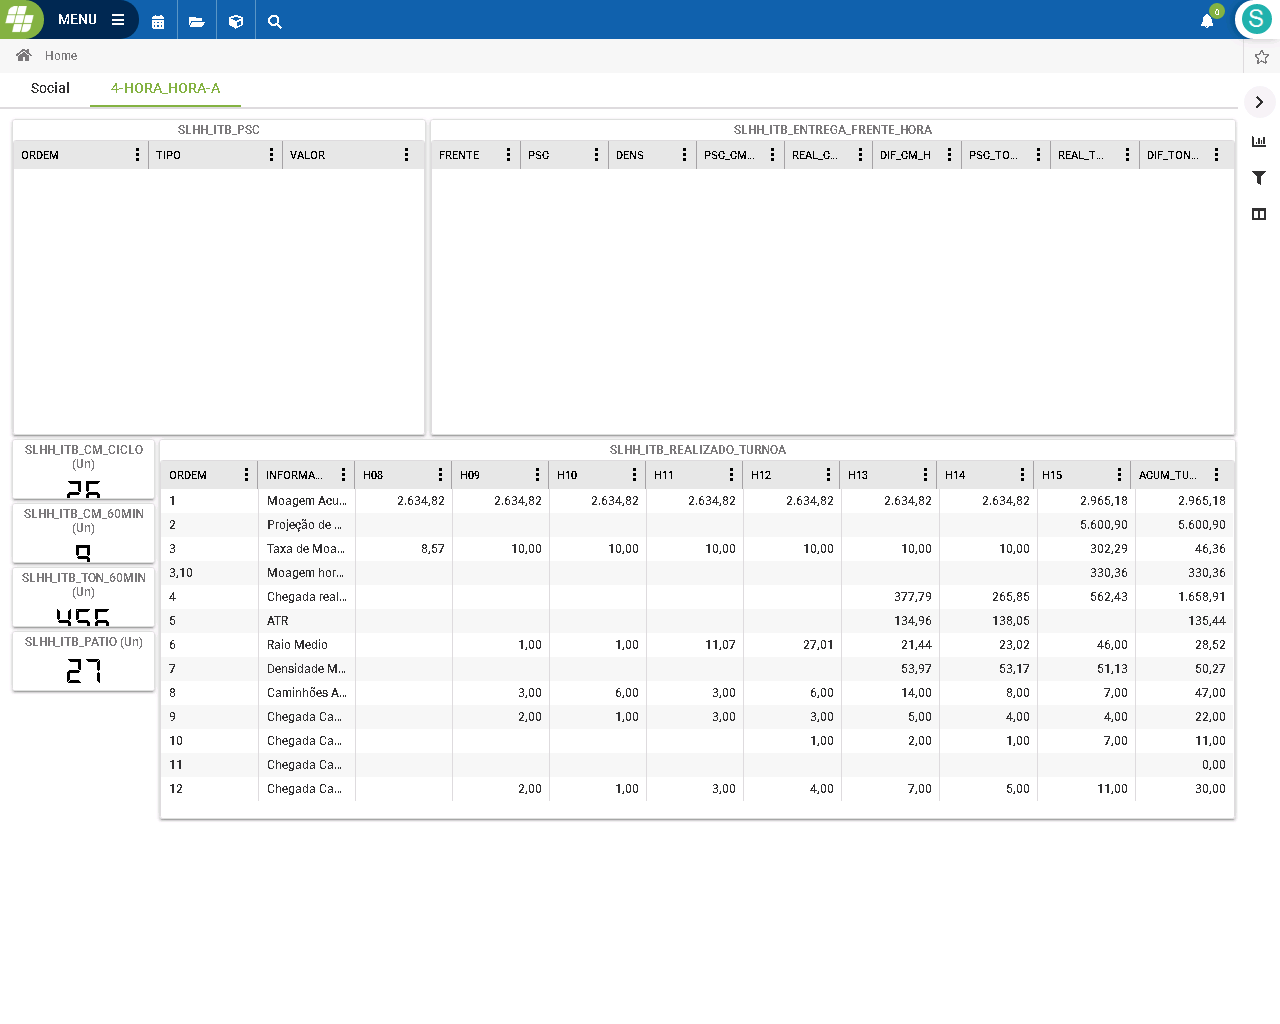 MENU
0
S
Home
Social 4-HORA_HORA-A
SLHH_ITB_PSC
ORDEM TIPO VALOR
SLHH_ITB_ENTREGA_FRENTE_HORA
FRENTE PSC DENS PSC_CM... REAL_C... DIF_CM_H PSC_TO... REAL_T... DIF_TON...
SLHH_ITB_CM_CICLO
(Un)
26
SLHH_ITB_CM_60MIN
(Un)
9
SLHH_ITB_TON_60MIN
(Un)
SLHH_ITB_PATIO (Un)
27
SLHH_ITB_REALIZADO_TURNOA
ORDEM INFORMA... H08 H09 H10 H11 H12 H13 H14 H15 ACUM_TU...
1 Moagem Acu... 2.634,82 2.634,82 2.634,82 2.634,82 2.634,82 2.634,82 2.634,82 2.965,18 2.965,18
2 Projeção de ... 5.600,90 5.600,90
3 Taxa de Moa... 8,57 10,00 10,00 10,00 10,00 10,00 10,00 302,29 46,36
3,10 Moagem hor... 330,36 330,36
4 Chegada real... 377,79 265,85 562,43 1.658,91
5 ATR 134,96 138,05 135,44
6 Raio Medio 1,00 1,00 11,07 27,01 21,44 23,02 46,00 28,52
7 Densidade M... 53,97 53,17 51,13 50,27
8 Caminhões A... 3,00 6,00 3,00 6,00 14,00 8,00 7,00 47,00
9 Chegada Ca... 2,00 1,00 3,00 3,00 5,00 4,00 4,00 22,00
10 Chegada Ca... 1,00 2,00 1,00 7,00 11,00
11 Chegada Ca... 0,00
12 Chegada Ca... 2,00 1,00 3,00 4,00 7,00 5,00 11,00 30,00